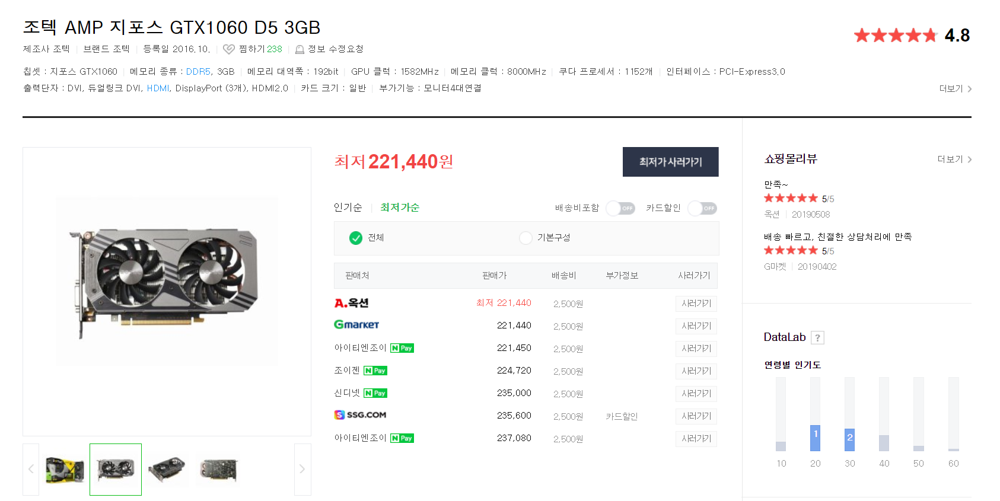 조텍 AMP 지포스 GTX1060 D5 3GB
4.8
제조사 조텍 브랜드 조텍 등록일 2016.10. 찜하기 238 정보 수정요청
칩셋 : 지포스 GTX1060 메모리 종류 : DDR5, 3GB 메모리 대역폭 : 192bit GPU 클럭 : 1582MHz 메모리 클럭 : 8000MHz 쿠다 프로세서 : 1152개 인터페이스 : PCI-Express3.0
출력단자 : DVI, 듀얼링크 DVI, HDMI, DisplayPort (3개), HDMI2.0 카드 크기 : 일반 부가기능 : 모니터4대연결
더보기
최저 221,440원
최저가 사러가기
인기순 최저가순
배송비포함 OFF 카드할인 OFF
전체 기본구성
판매처 판매가 배송비 부가정보 사러가기
A.옥션 최저 221,440 2,500원 사러가기
Gmarket 221,440 2,500원 사러가기
아이티엔조이 N Pay 221,450 2,500원 사러가기
조이젠 N Pay 224,720 2,500원 사러가기
신디넷 N Pay 235,000 2,500원 사러가기
S SSG.COM 235,600 2,500원 카드할인 사러가기
아이티엔조이 N Pay 237,080 2,500원 사러가기
쇼핑몰리뷰 더보기
만족~
5/5
옥션 20190508
배송 빠르고, 친절한 상담처리에 만족
5/5
G마켓 20190402
DataLab ?
연령별 인기도
1 2
10 20 30 40 50 60